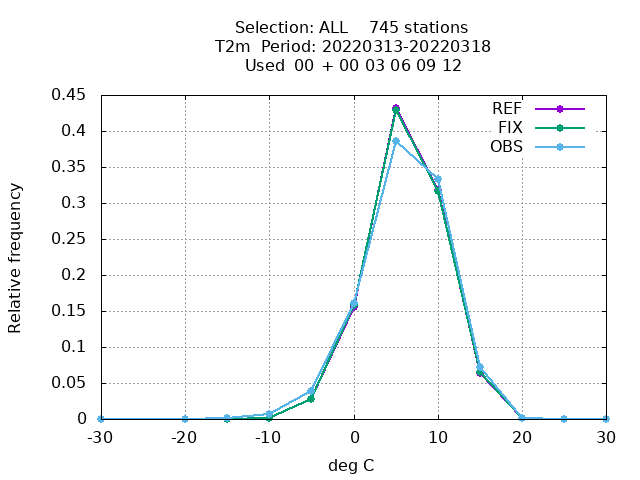 Selection: ALL    745 stations
T2m  Period: 20220313-20220318
Used  00 + 00 03 06 09 12
REF
FIX
OBS
0.45
0.4
0.35
0.3
0.25
0.2
0.15
0.1
0.05
0
Relative frequency
-30 -20 -10 0 10 20 30
deg C